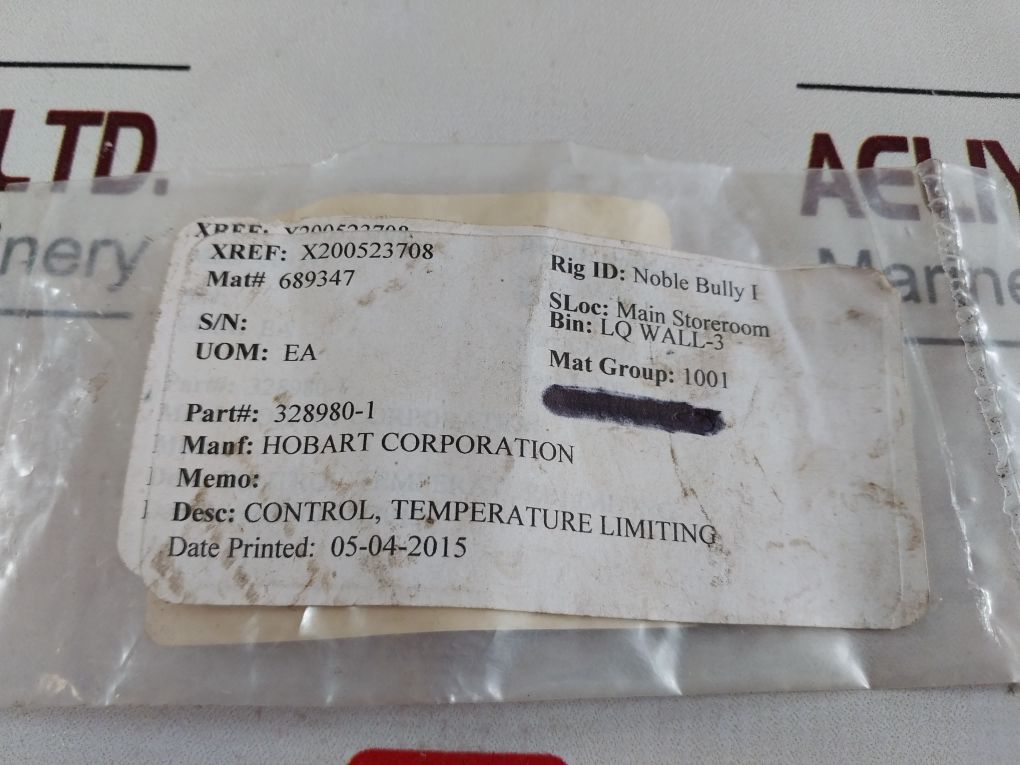 LTD.
AELIY
nery
Marine
XREF: X200523708
XREF: X200523708
Mat# 689347
S/N:
UOM: EA
Part#: 328980-1
Manf: HOBART CORPORATION
Memo:
Desc: CONTROL, TEMPERATURE LIMITING
Date Printed: 05-04-2015
Rig ID: Noble Bully I
SLoc: Main Storeroom
Bin: LQ WALL-3
Mat Group: 1001